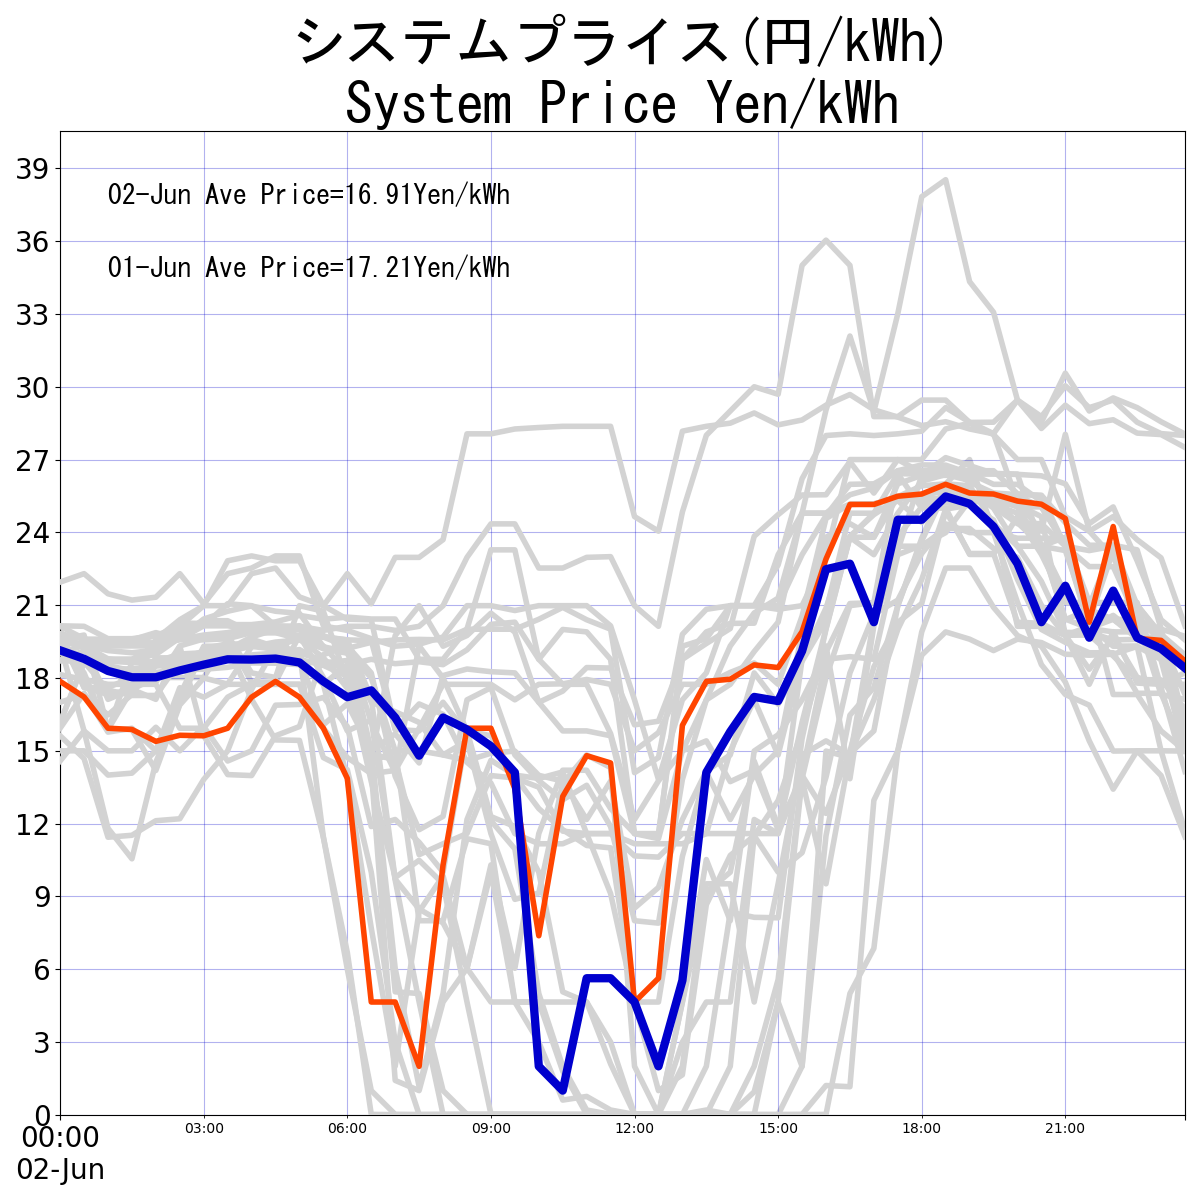 システムプライス(円/kWh)
System Price Yen/kWh
39
02-Jun Ave Price=16.91Yen/kWh
36
01-Jun Ave Price=17.21Yen/kWh
33
30
27
24
21
18
15
12
9
6
3
0
00:00 03:00 06:00 09:00 12:00 15:00 18:00 21:00
02-Jun